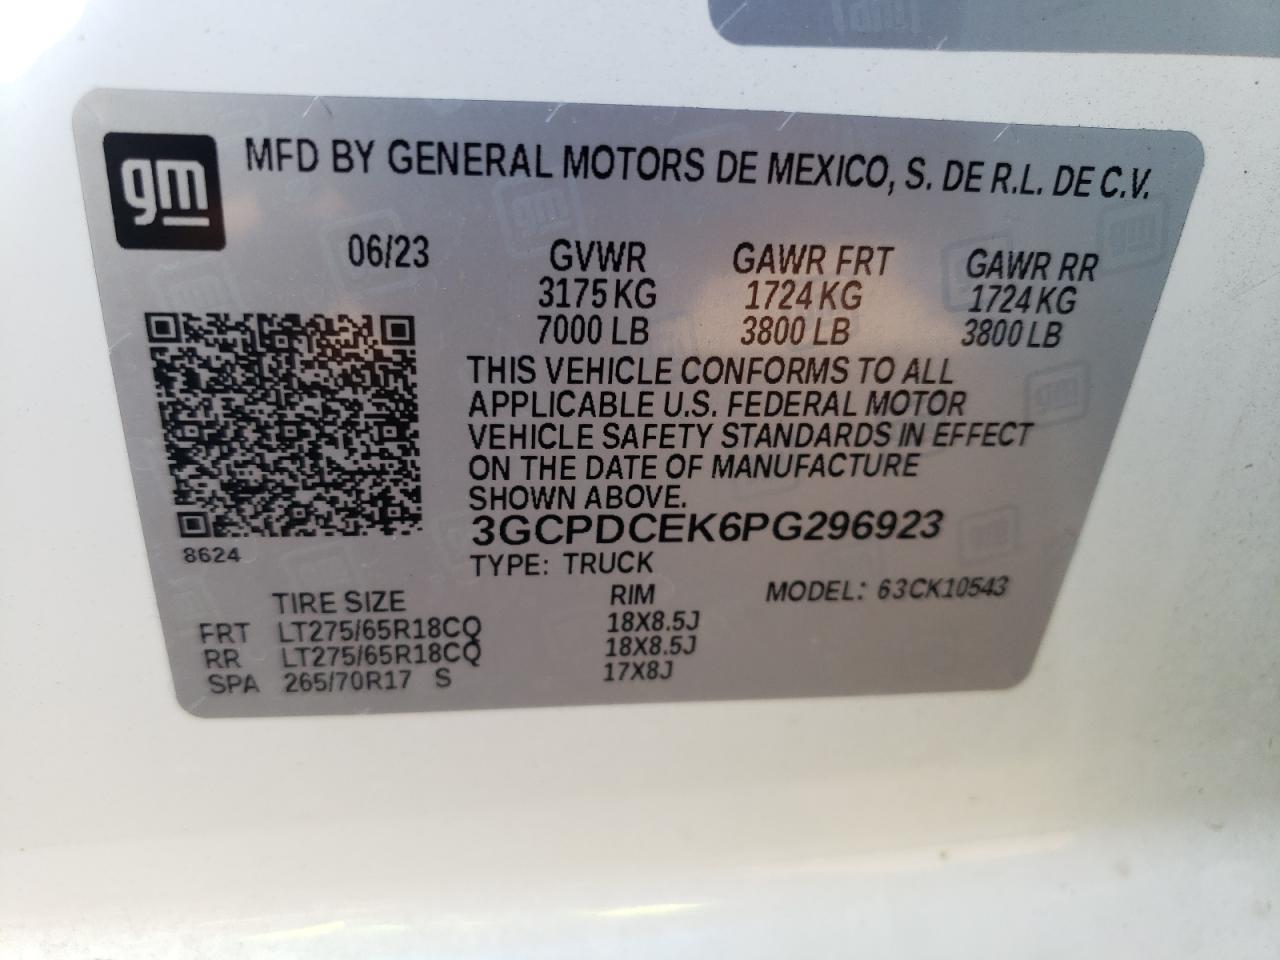 gm MFD BY GENERAL MOTORS DE MEXICO, S. DE R.L. DE C.V.
06/23 GVWR GAWR FRT GAWR RR
3175 KG 1724 KG 1724 KG
7000 LB 3800 LB 3800 LB
THIS VEHICLE CONFORMS TO ALL
APPLICABLE U.S. FEDERAL MOTOR
VEHICLE SAFETY STANDARDS IN EFFECT
ON THE DATE OF MANUFACTURE
SHOWN ABOVE.
3GCPDCEK6PG296923
8624
TYPE: TRUCK
MODEL: 63CK10543
TIRE SIZE RIM
FRT LT275/65R18CQ 18X8.5J
RR LT275/65R18CQ 18X8.5J
SPA 265/70R17 S 17X8J